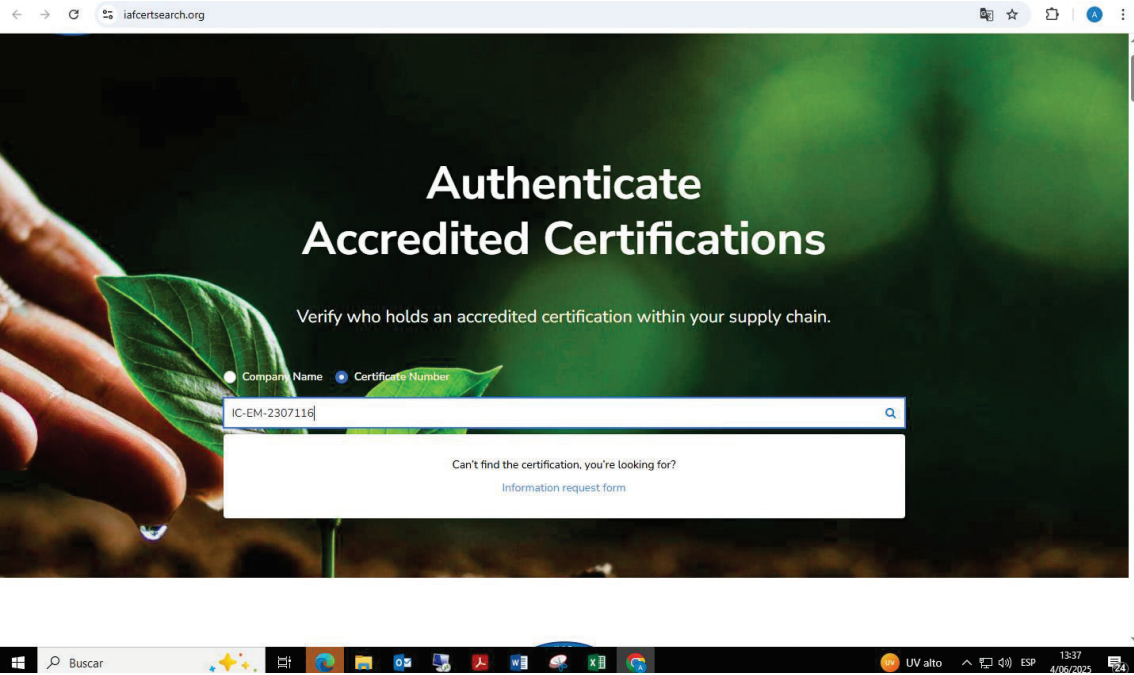 iafcertsearch.org
Authenticate
Accredited Certifications
Verify who holds an accredited certification within your supply chain.
Company Name Certificate Number
IC-EM-2307116
Can't find the certification, you're looking for?
Information request form
Buscar
UV alto
ESP
13:37
4/06/2025
24